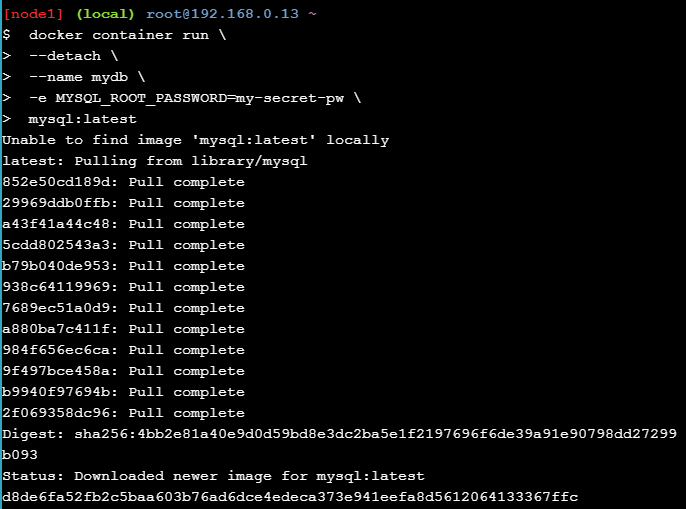 [node1] (local) root@192.168.0.13 ~
$  docker container run \
>  --detach \
>  --name mydb \
>  -e MYSQL_ROOT_PASSWORD=my-secret-pw \
>  mysql:latest
Unable to find image 'mysql:latest' locally
latest: Pulling from library/mysql
852e50cd189d: Pull complete
29969ddb0ffb: Pull complete
a43f41a44c48: Pull complete
5cdd802543a3: Pull complete
b79b040de953: Pull complete
938c64119969: Pull complete
7689ec51a0d9: Pull complete
a880ba7c411f: Pull complete
984f656ec6ca: Pull complete
9f497bce458a: Pull complete
b9940f97694b: Pull complete
2f069358dc96: Pull complete
Digest: sha256:4bb2e81a40e9d0d59bd8e3dc2ba5e1f2197696f6de39a91e90798dd27299
b093
Status: Downloaded newer image for mysql:latest
d8de6fa52fb2c5baa603b76ad6dce4edeca373e941eefa8d5612064133367ffc